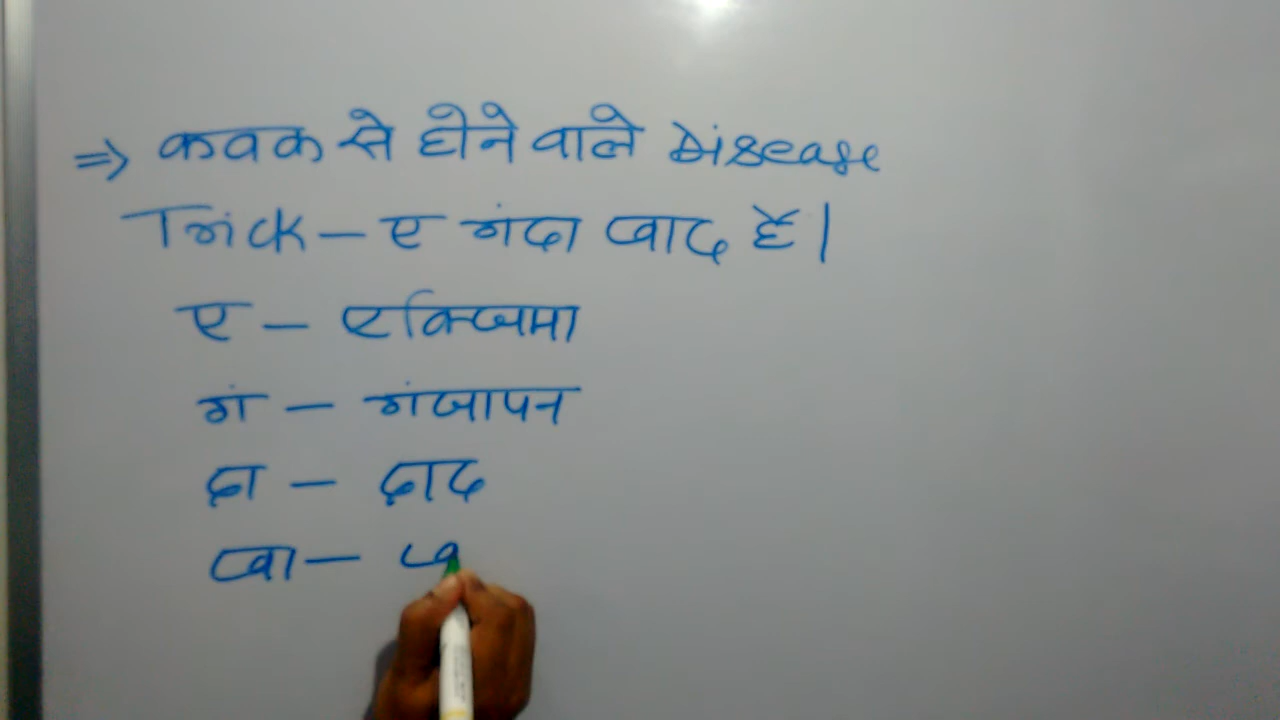 ⇒ कवक से होने वाले Disease
Trick – ए गंदा खाद है।
ए – एक्जिमा
गं – गंजापन
दा – दाद
खा –